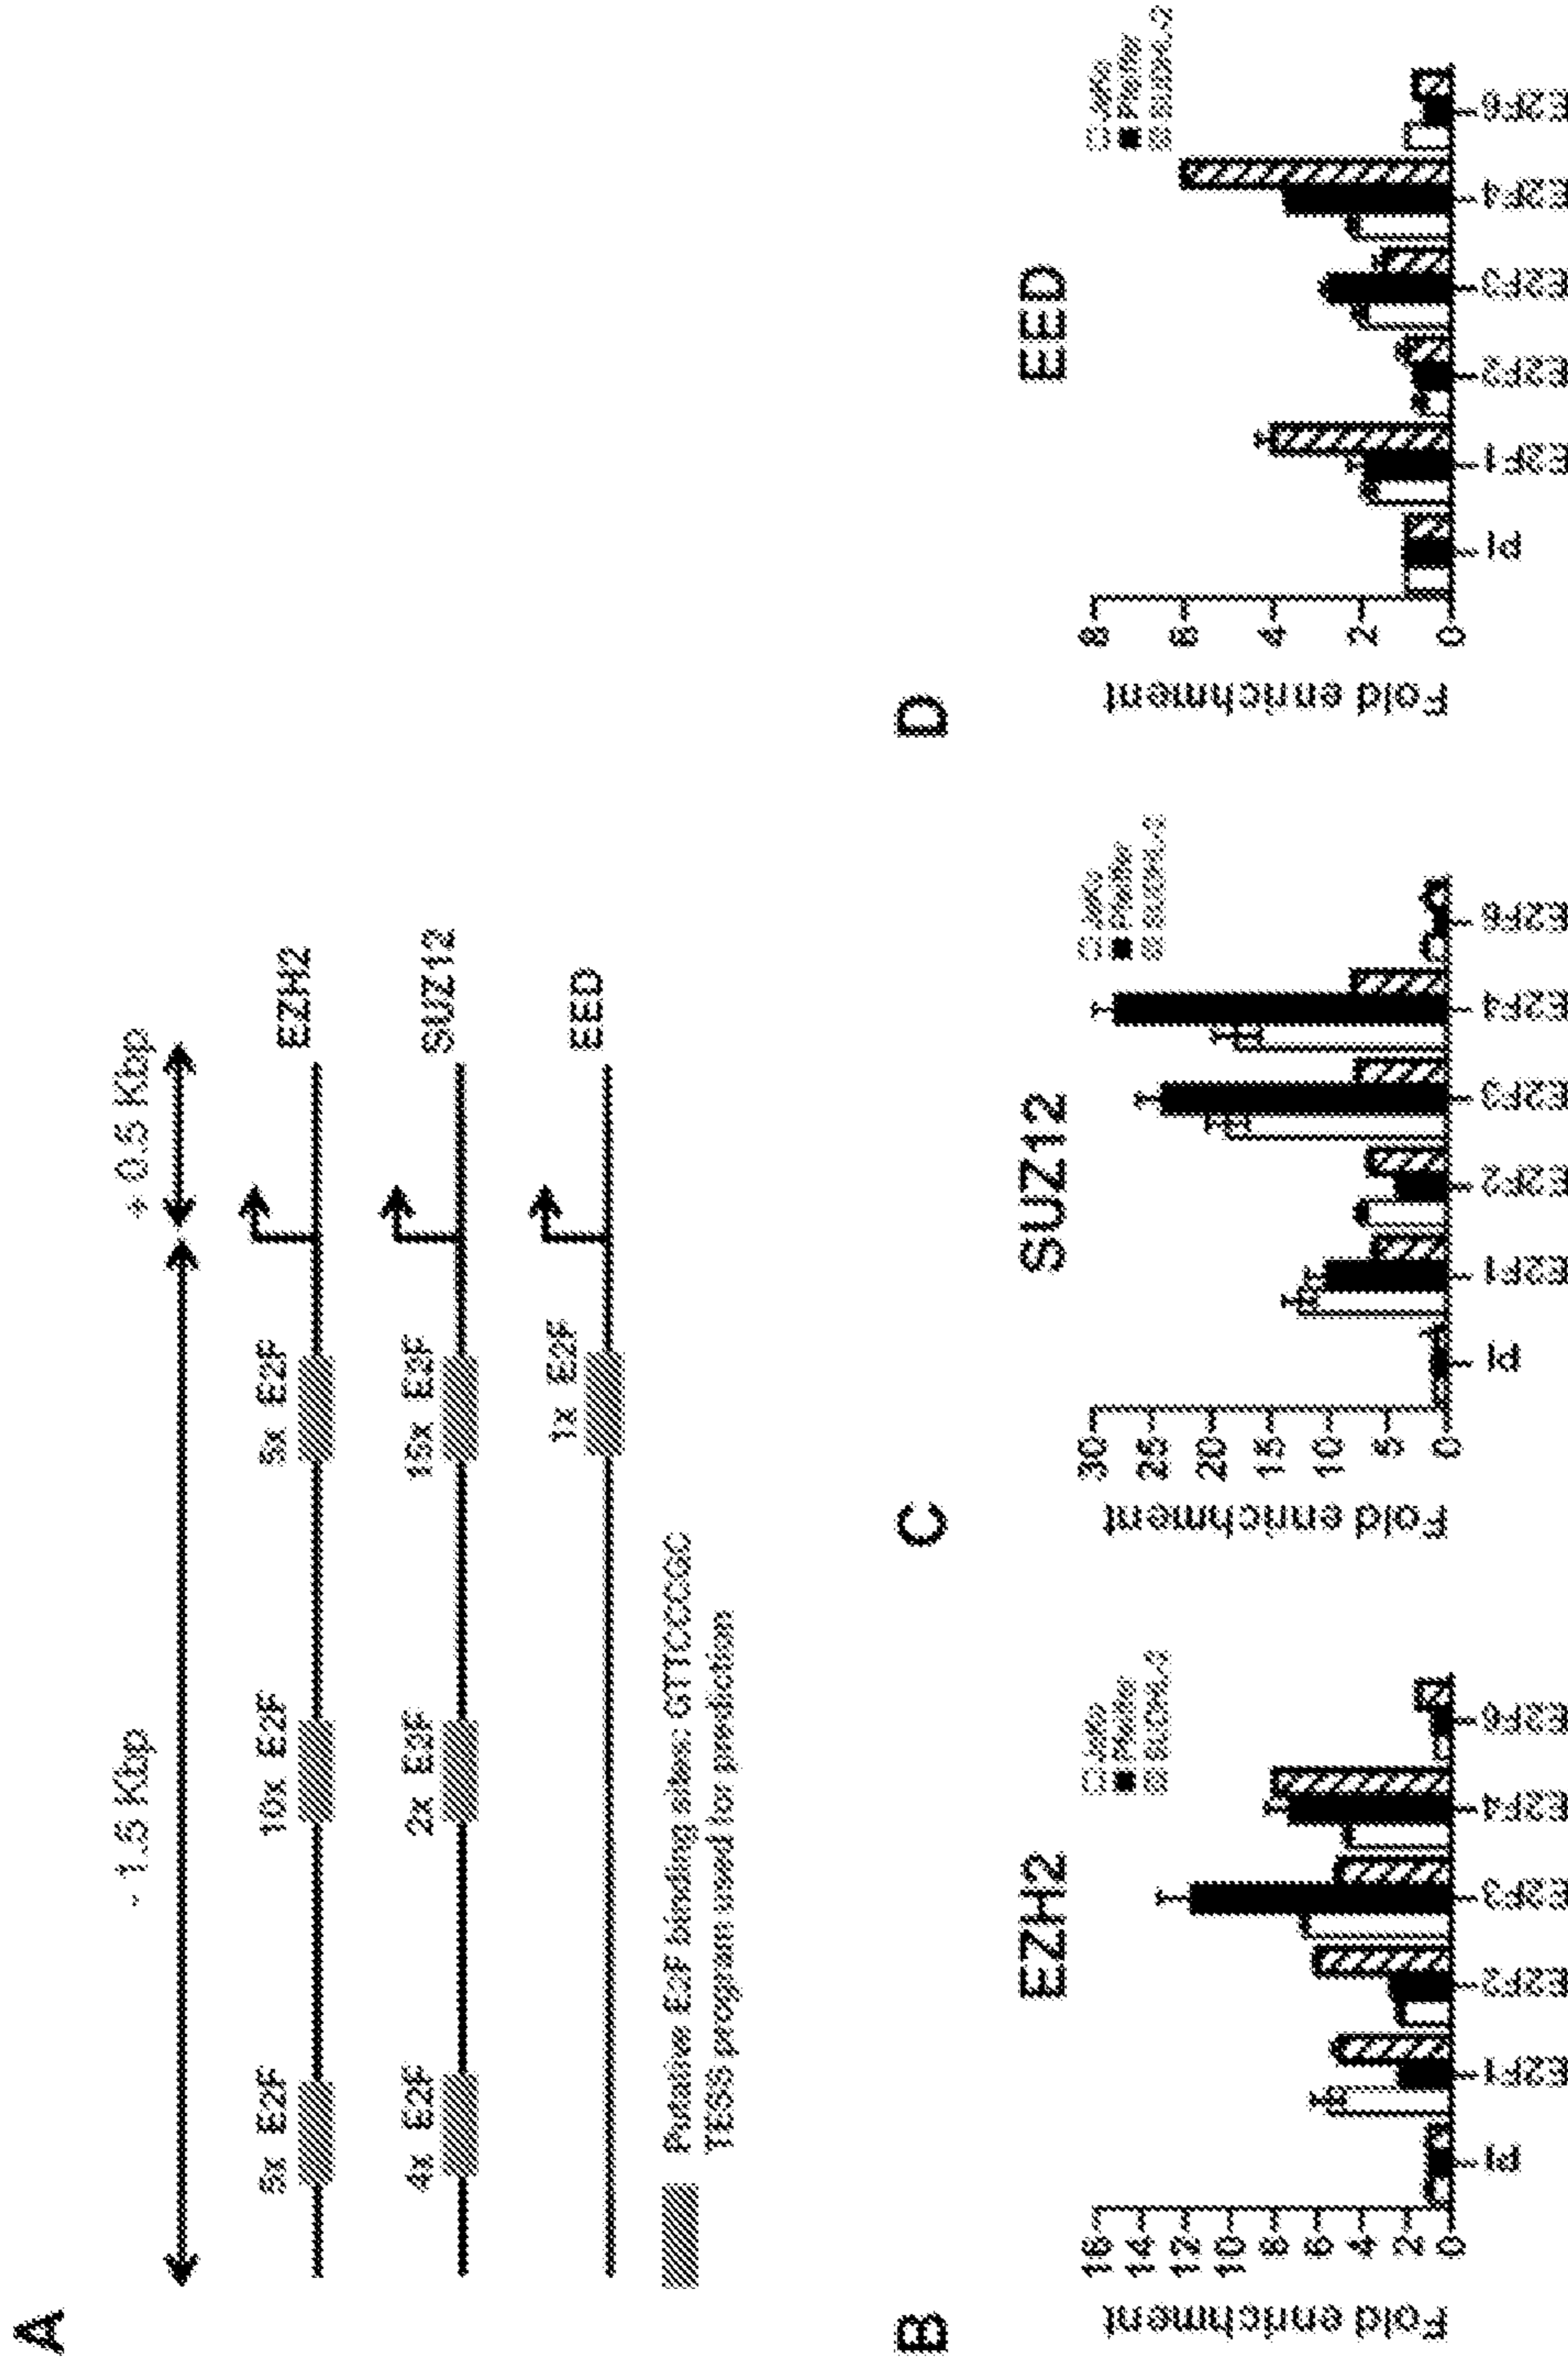 A
- 1.5 Kbp
+ 0.5 Kbp
5x E2F
10x E2F
5x E2F
EZH2
4x E2F
2x E2F
15x E2F
SUZ12
1x E2F
EED
Putative E2F binding sites: GTTCCCGC
TESS program used for prediction
B
EZH2
Fold enrichment
16
14
12
10
8
6
4
2
0
PI
E2F1
E2F2
E2F3
E2F4
E2F6
Pfeiffer
C
SUZ12
Fold enrichment
30
25
20
15
10
5
0
PI
E2F1
E2F2
E2F3
E2F4
E2F6
Pfeiffer
D
EED
Fold enrichment
8
6
4
2
0
PI
E2F1
E2F2
E2F3
E2F4
E2F6
Pfeiffer